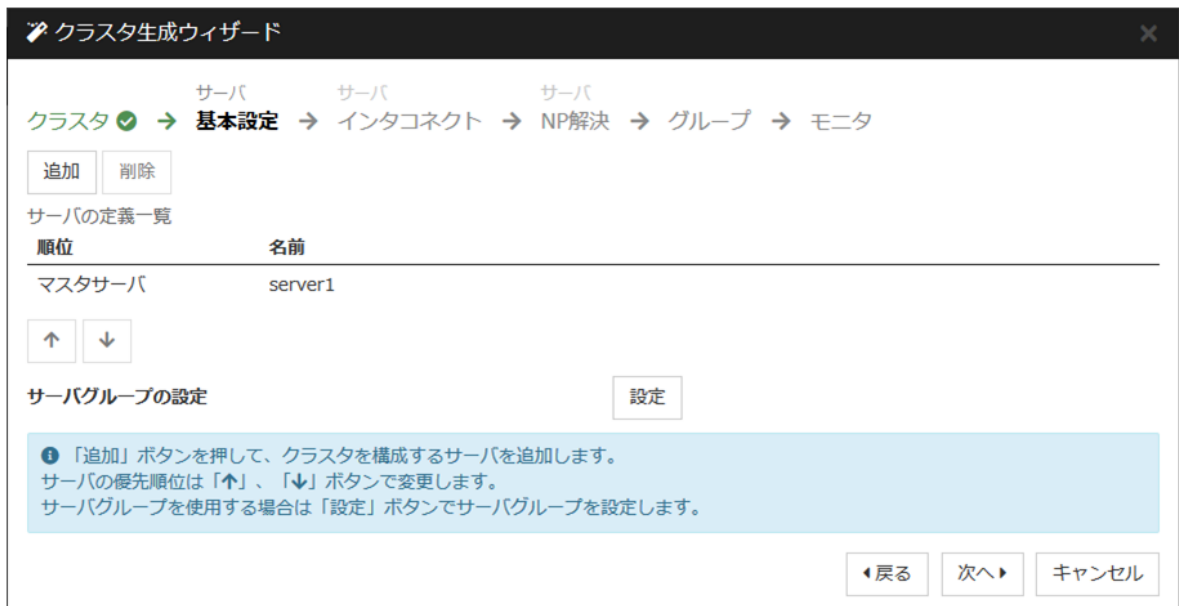 クラスタ生成ウィザード
サーバ サーバ サーバ
クラスタ → 基本設定 → インタコネクト → NP解決 → グループ → モニタ
追加 削除
サーバの定義一覧
順位 名前
マスタサーバ server1
↑ ↓
サーバグループの設定 設定
「追加」ボタンを押して、クラスタを構成するサーバを追加します。
サーバの優先順位は「↑」、「↓」ボタンで変更します。
サーバグループを使用する場合は「設定」ボタンでサーバグループを設定します。
戻る 次へ キャンセル